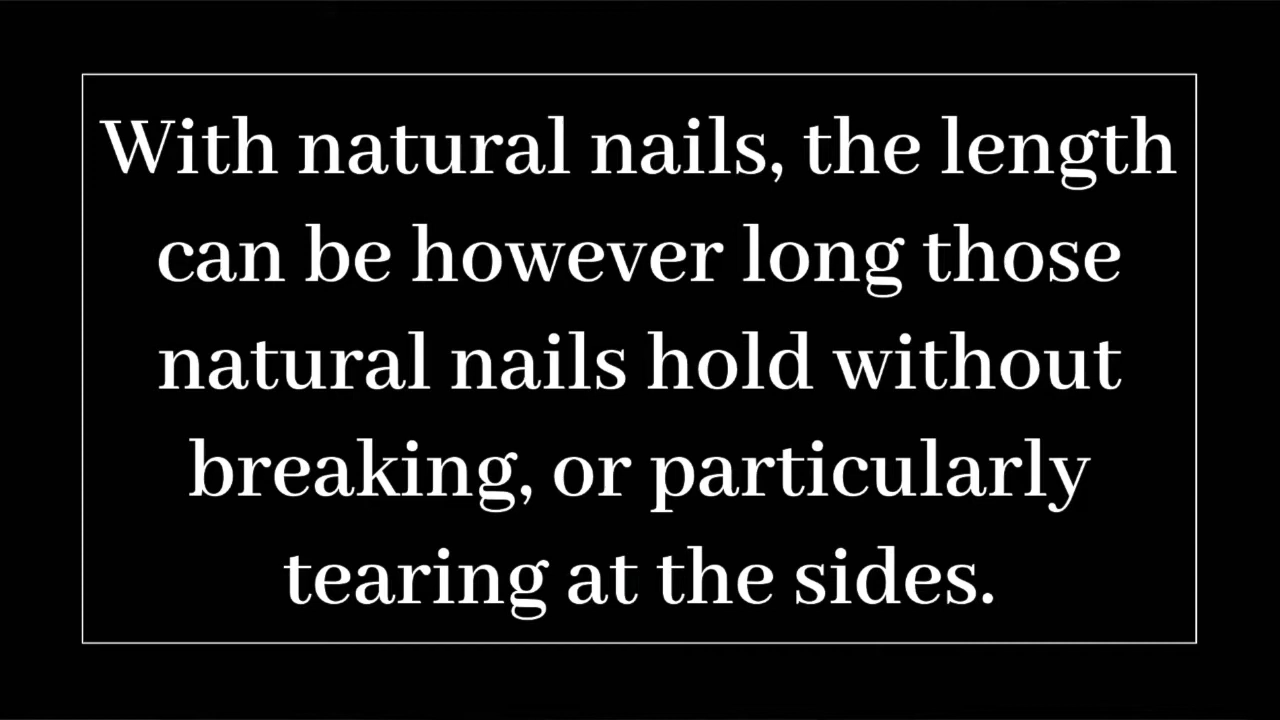 With natural nails, the length
can be however long those
natural nails hold without
breaking, or particularly
tearing at the sides.